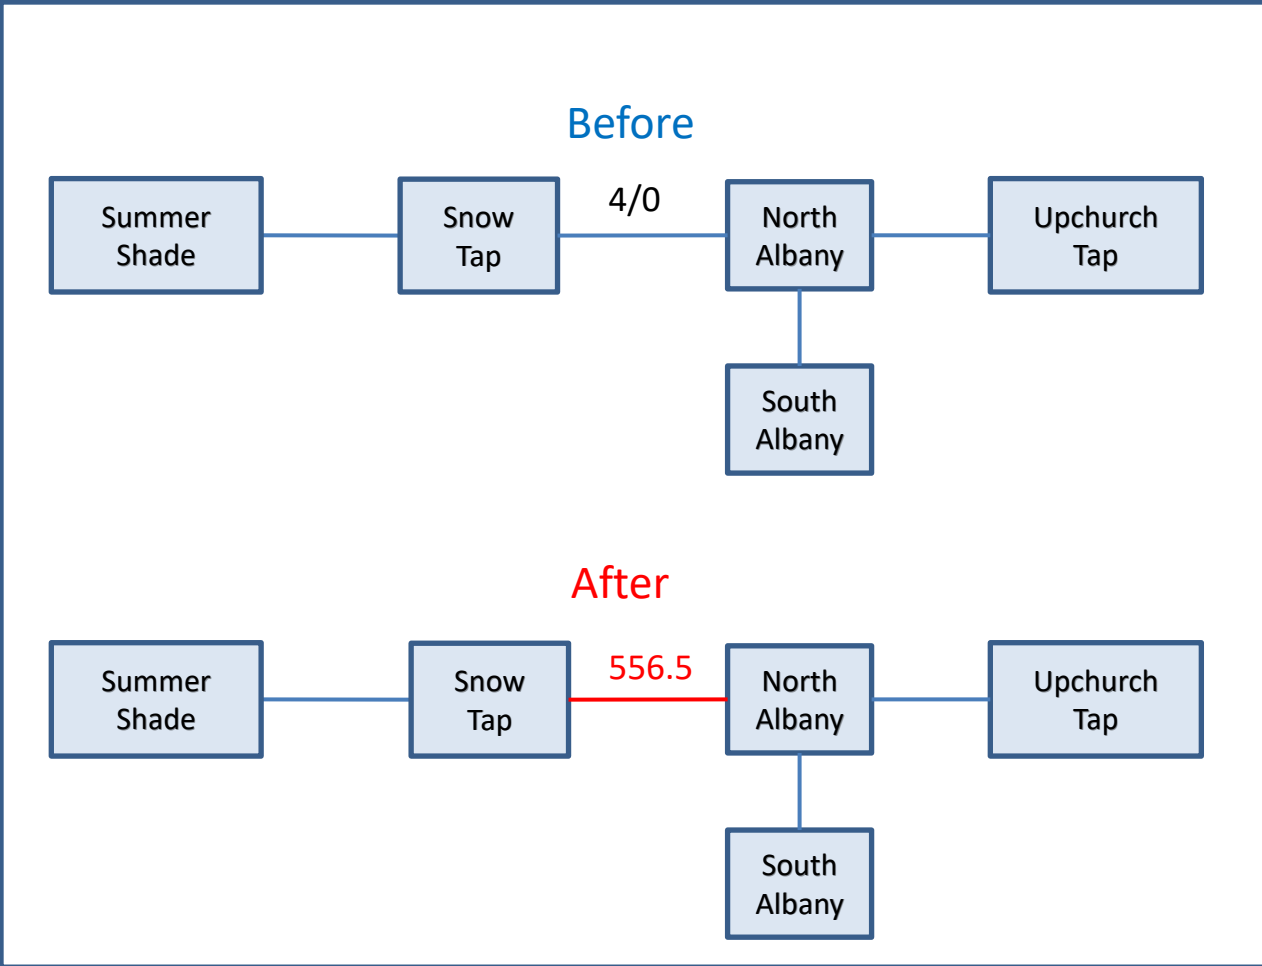 Before
4/0
Summer
Shade
Snow
Tap
North
Albany
Upchurch
Tap
South
Albany
After
556.5
Summer
Shade
Snow
Tap
North
Albany
Upchurch
Tap
South
Albany